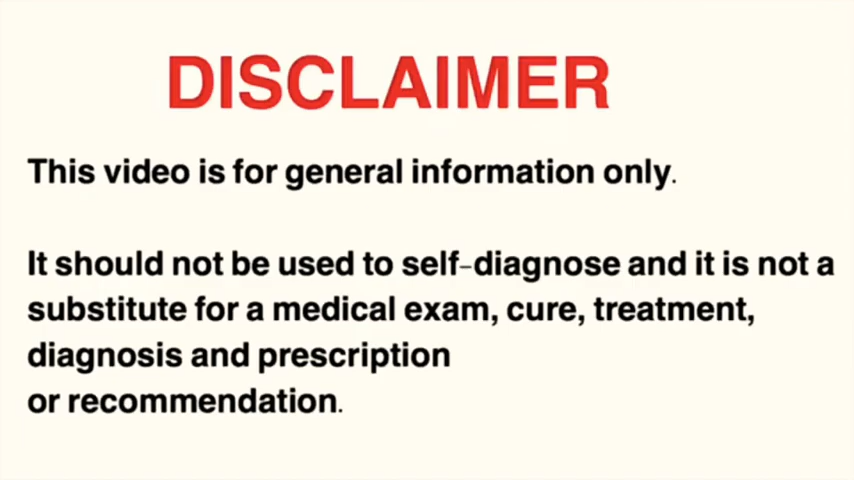 DISCLAIMER
This video is for general information only.
It should not be used to self-diagnose and it is not a
substitute for a medical exam, cure, treatment,
diagnosis and prescription
or recommendation.